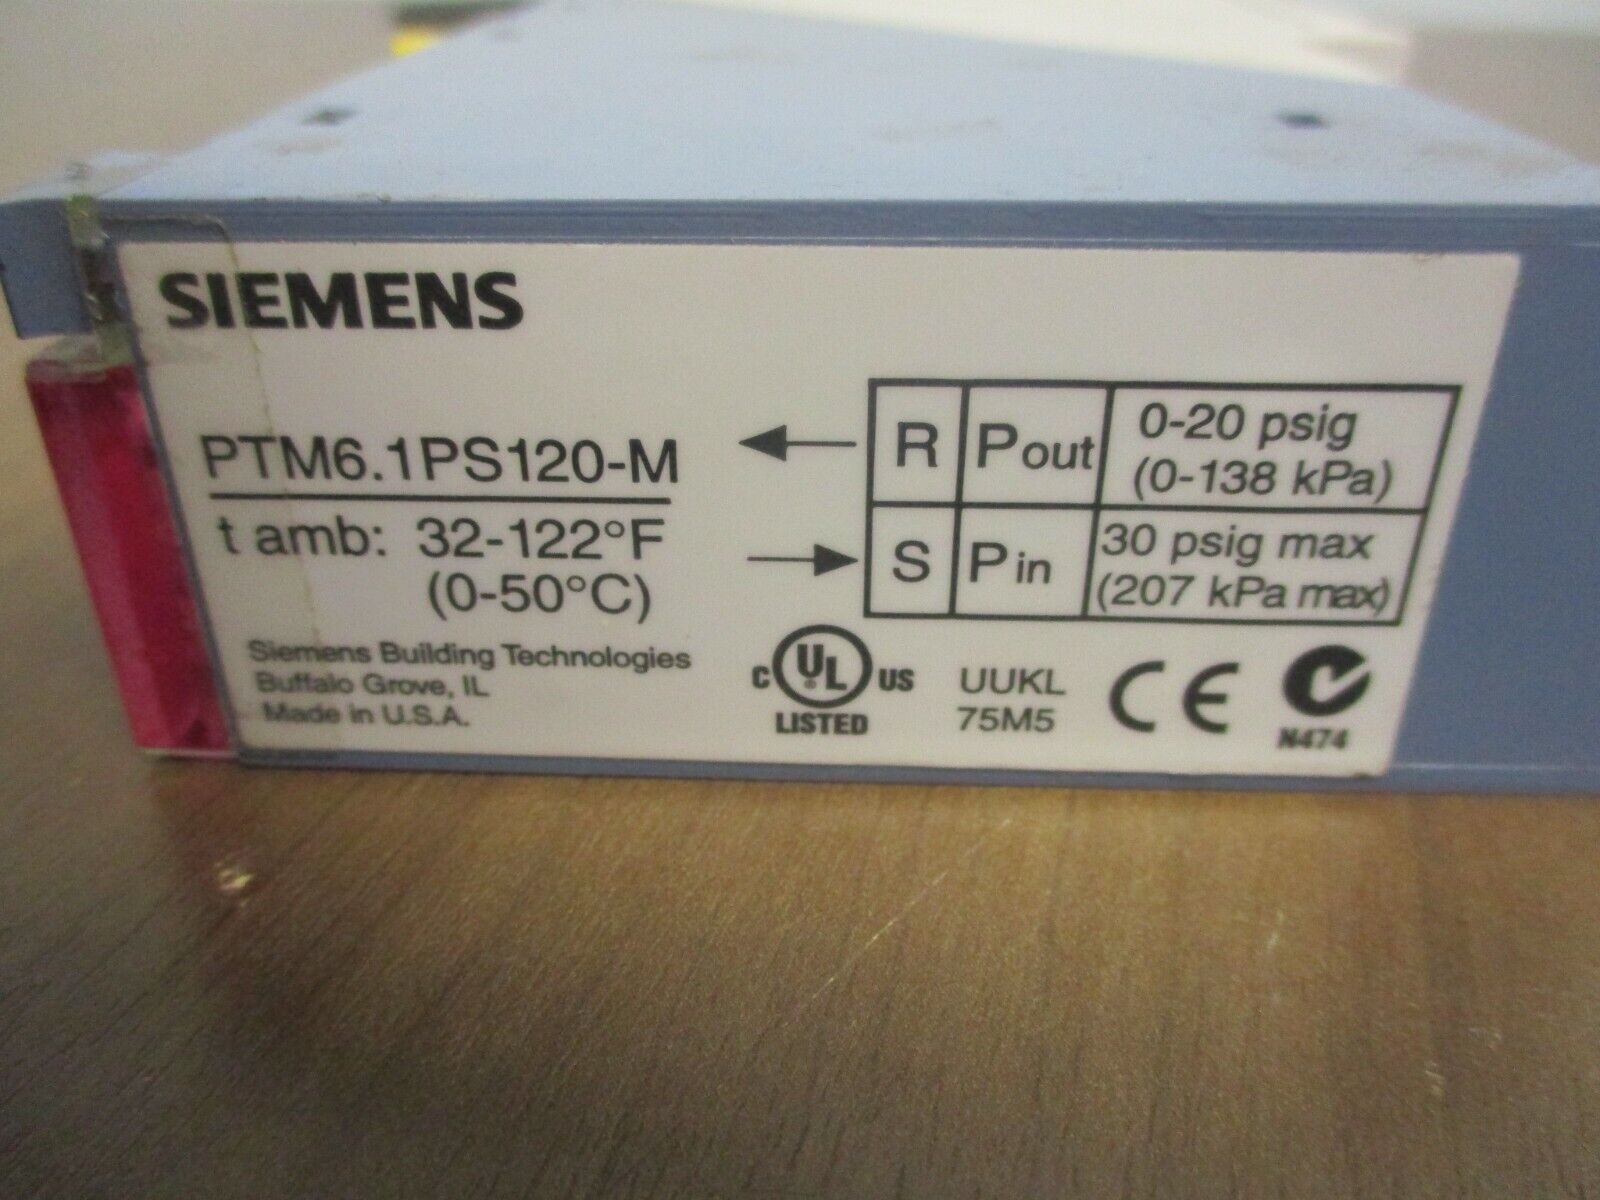 SIEMENS
PTM6.1PS120-M
t amb: 32-122°F
(0-50°C)
R Pout 0-20 psig
(0-138 kPa)
S Pin 30 psig max
(207 kPa max)
Siemens Building Technologies
Buffalo Grove, IL
Made in U.S.A.
C UL ® US
LISTED
UUKL
75M5
CE
N474